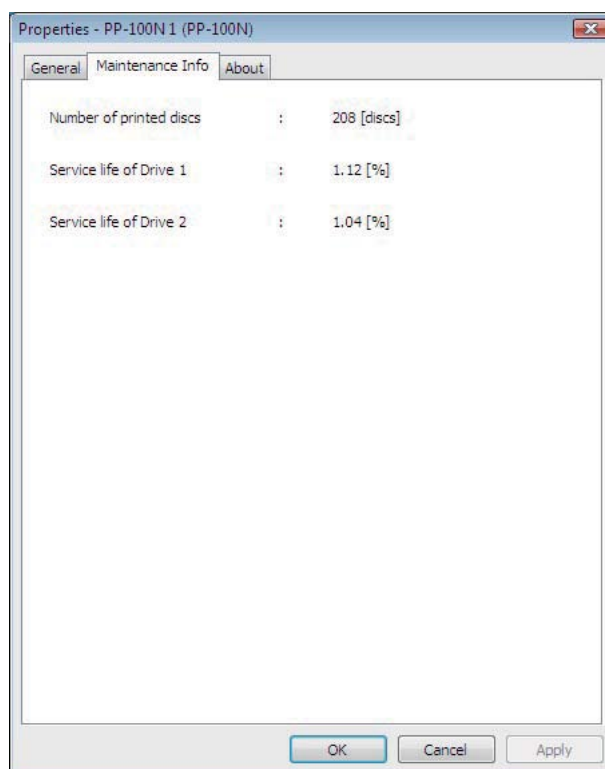 Properties - PP-100N 1 (PP-100N)
General Maintenance Info About
Number of printed discs : 208 [discs]
Service life of Drive 1 : 1.12 [%]
Service life of Drive 2 : 1.04 [%]
OK Cancel Apply